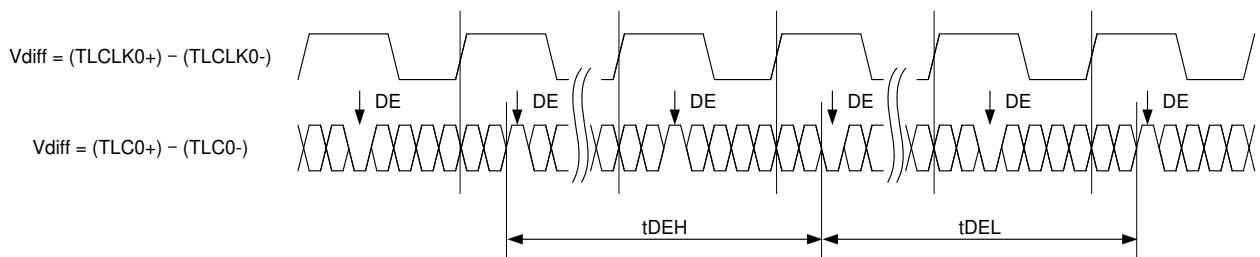 Vdiff = (TLCLK0+) − (TLCLK0-)
DE DE DE DE DE DE
Vdiff = (TLC0+) − (TLC0-)
tDEH tDEL